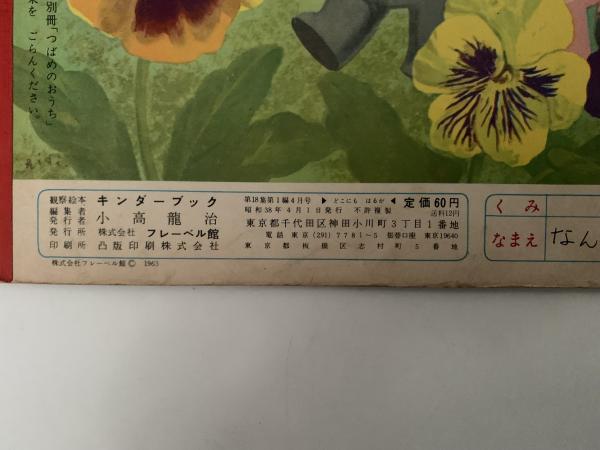 別冊「つばめのおうち」
を ごらんください。
観察絵本 キンダーブック 第18集第1編4月号 ▶ どこにも はるが ◀ 定価60円
編集者 発行者 小高龍治 昭和38年4月1日発行 不許複製 送料12円
発行所 株式会社 フレーベル館 東京都千代田区神田小川町3丁目1番地
電話 東京 (291) 7781~5 振替口座 東京19640
印刷所 凸版印刷株式会社 東京都板橋区志村町5番地
株式会社フレーベル館 © 1963
くみ
なまえ なん